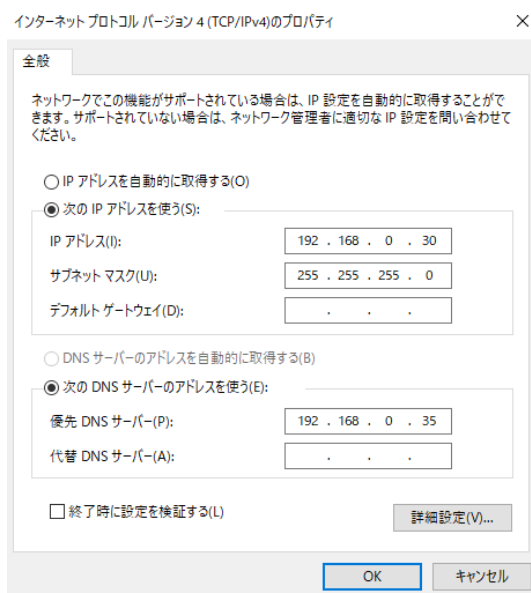 インターネット プロトコル バージョン 4 (TCP/IPv4)のプロパティ
全般
ネットワークでこの機能がサポートされている場合は、IP 設定を自動的に取得することがで
きます。サポートされていない場合は、ネットワーク管理者に適切な IP 設定を問い合わせて
ください。
IP アドレスを自動的に取得する(O)
次の IP アドレスを使う(S):
IP アドレス(I): 192 . 168 . 0 . 30
サブネット マスク(U): 255 . 255 . 255 . 0
デフォルト ゲートウェイ(D): . . .
DNS サーバーのアドレスを自動的に取得する(B)
次の DNS サーバーのアドレスを使う(E):
優先 DNS サーバー(P): 192 . 168 . 0 . 35
代替 DNS サーバー(A): . . .
終了時に設定を検証する(L)
詳細設定(V)...
OK キャンセル